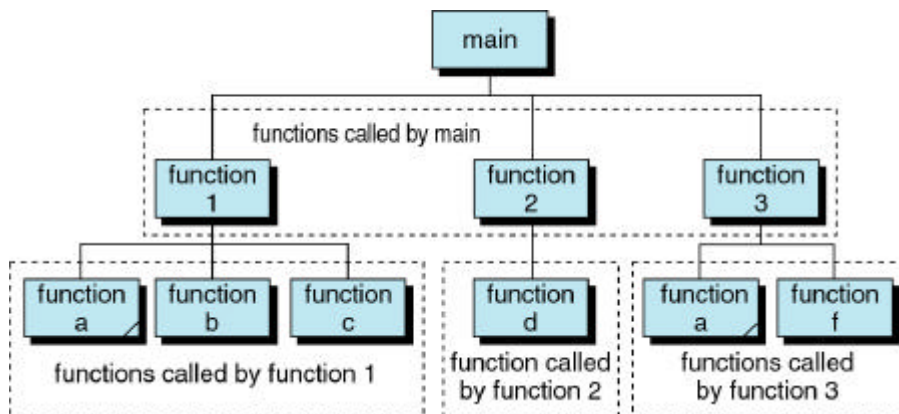 main
functions called by main
function
1
function
2
function
3
function
a
function
b
function
c
functions called by function 1
function
d
function called
by function 2
function
a
function
f
functions called
by function 3